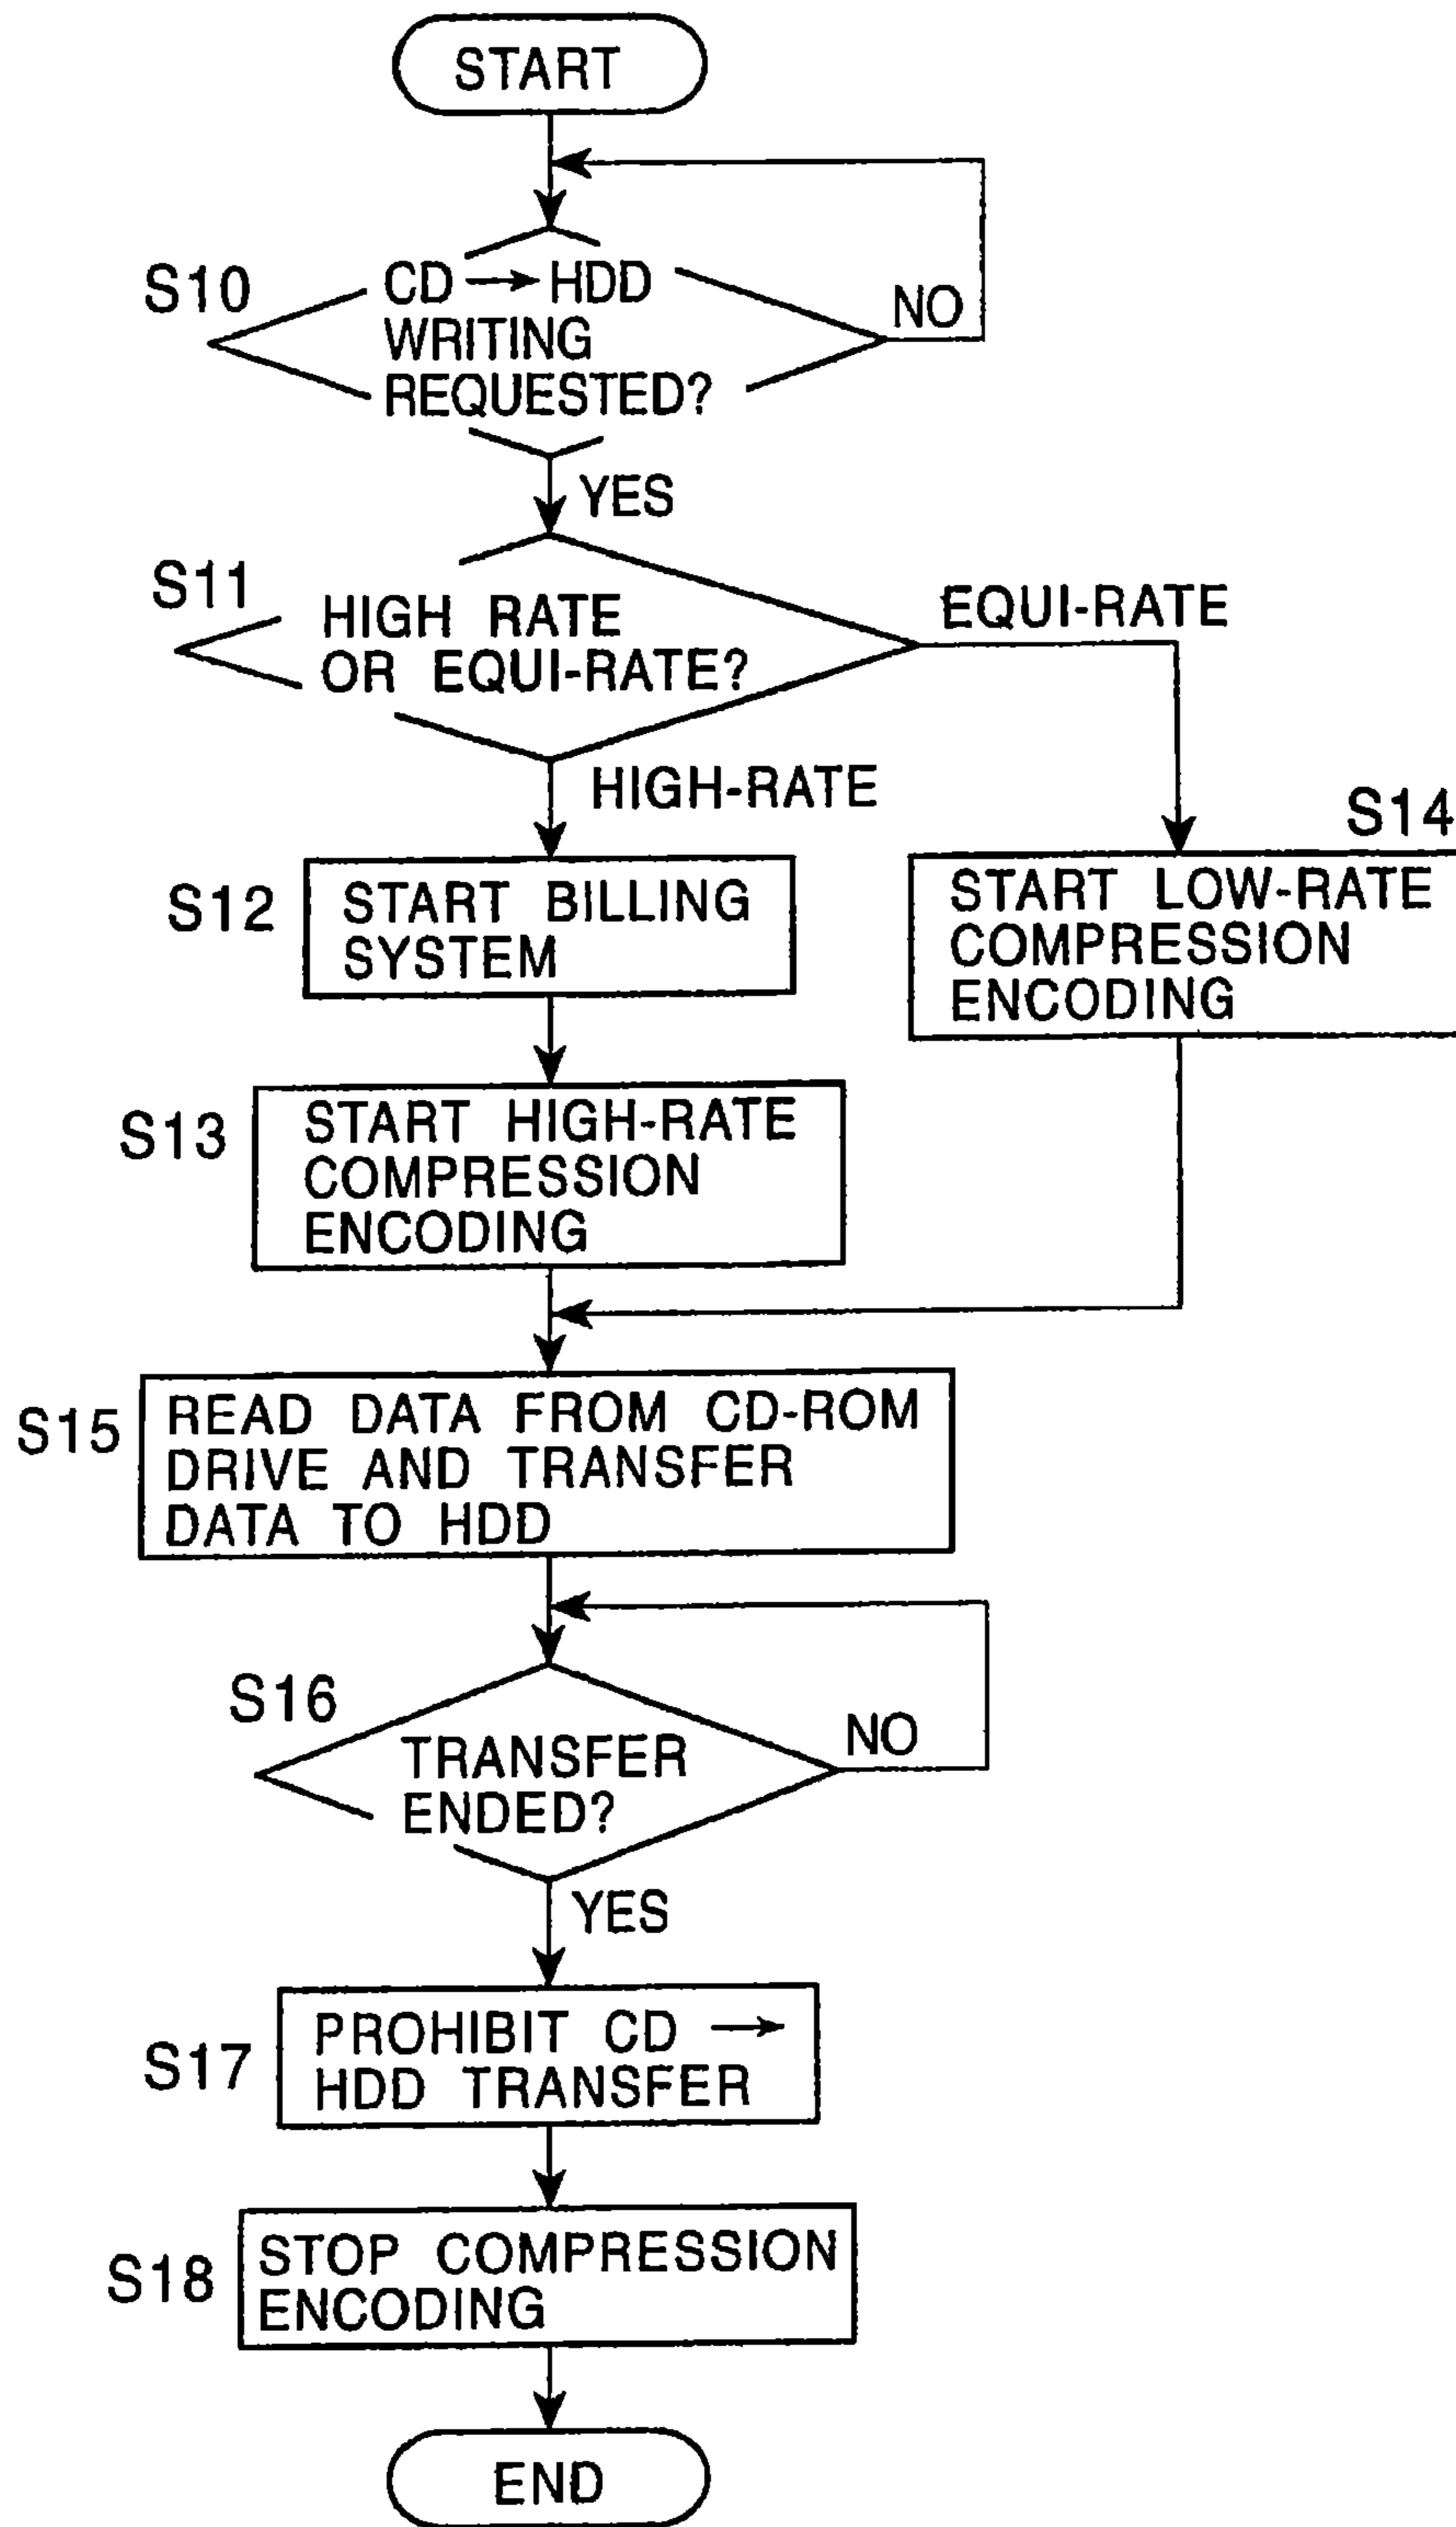 START
S10
CD → HDD
WRITING
REQUESTED?
NO
YES
S11
HIGH RATE
OR EQUI-RATE?
EQUI-RATE
HIGH-RATE
S12
START BILLING
SYSTEM
S14
START LOW-RATE
COMPRESSION
ENCODING
S13
START HIGH-RATE
COMPRESSION
ENCODING
S15
READ DATA FROM CD-ROM
DRIVE AND TRANSFER
DATA TO HDD
S16
TRANSFER
ENDED?
NO
YES
S17
PROHIBIT CD →
HDD TRANSFER
S18
STOP COMPRESSION
ENCODING
END